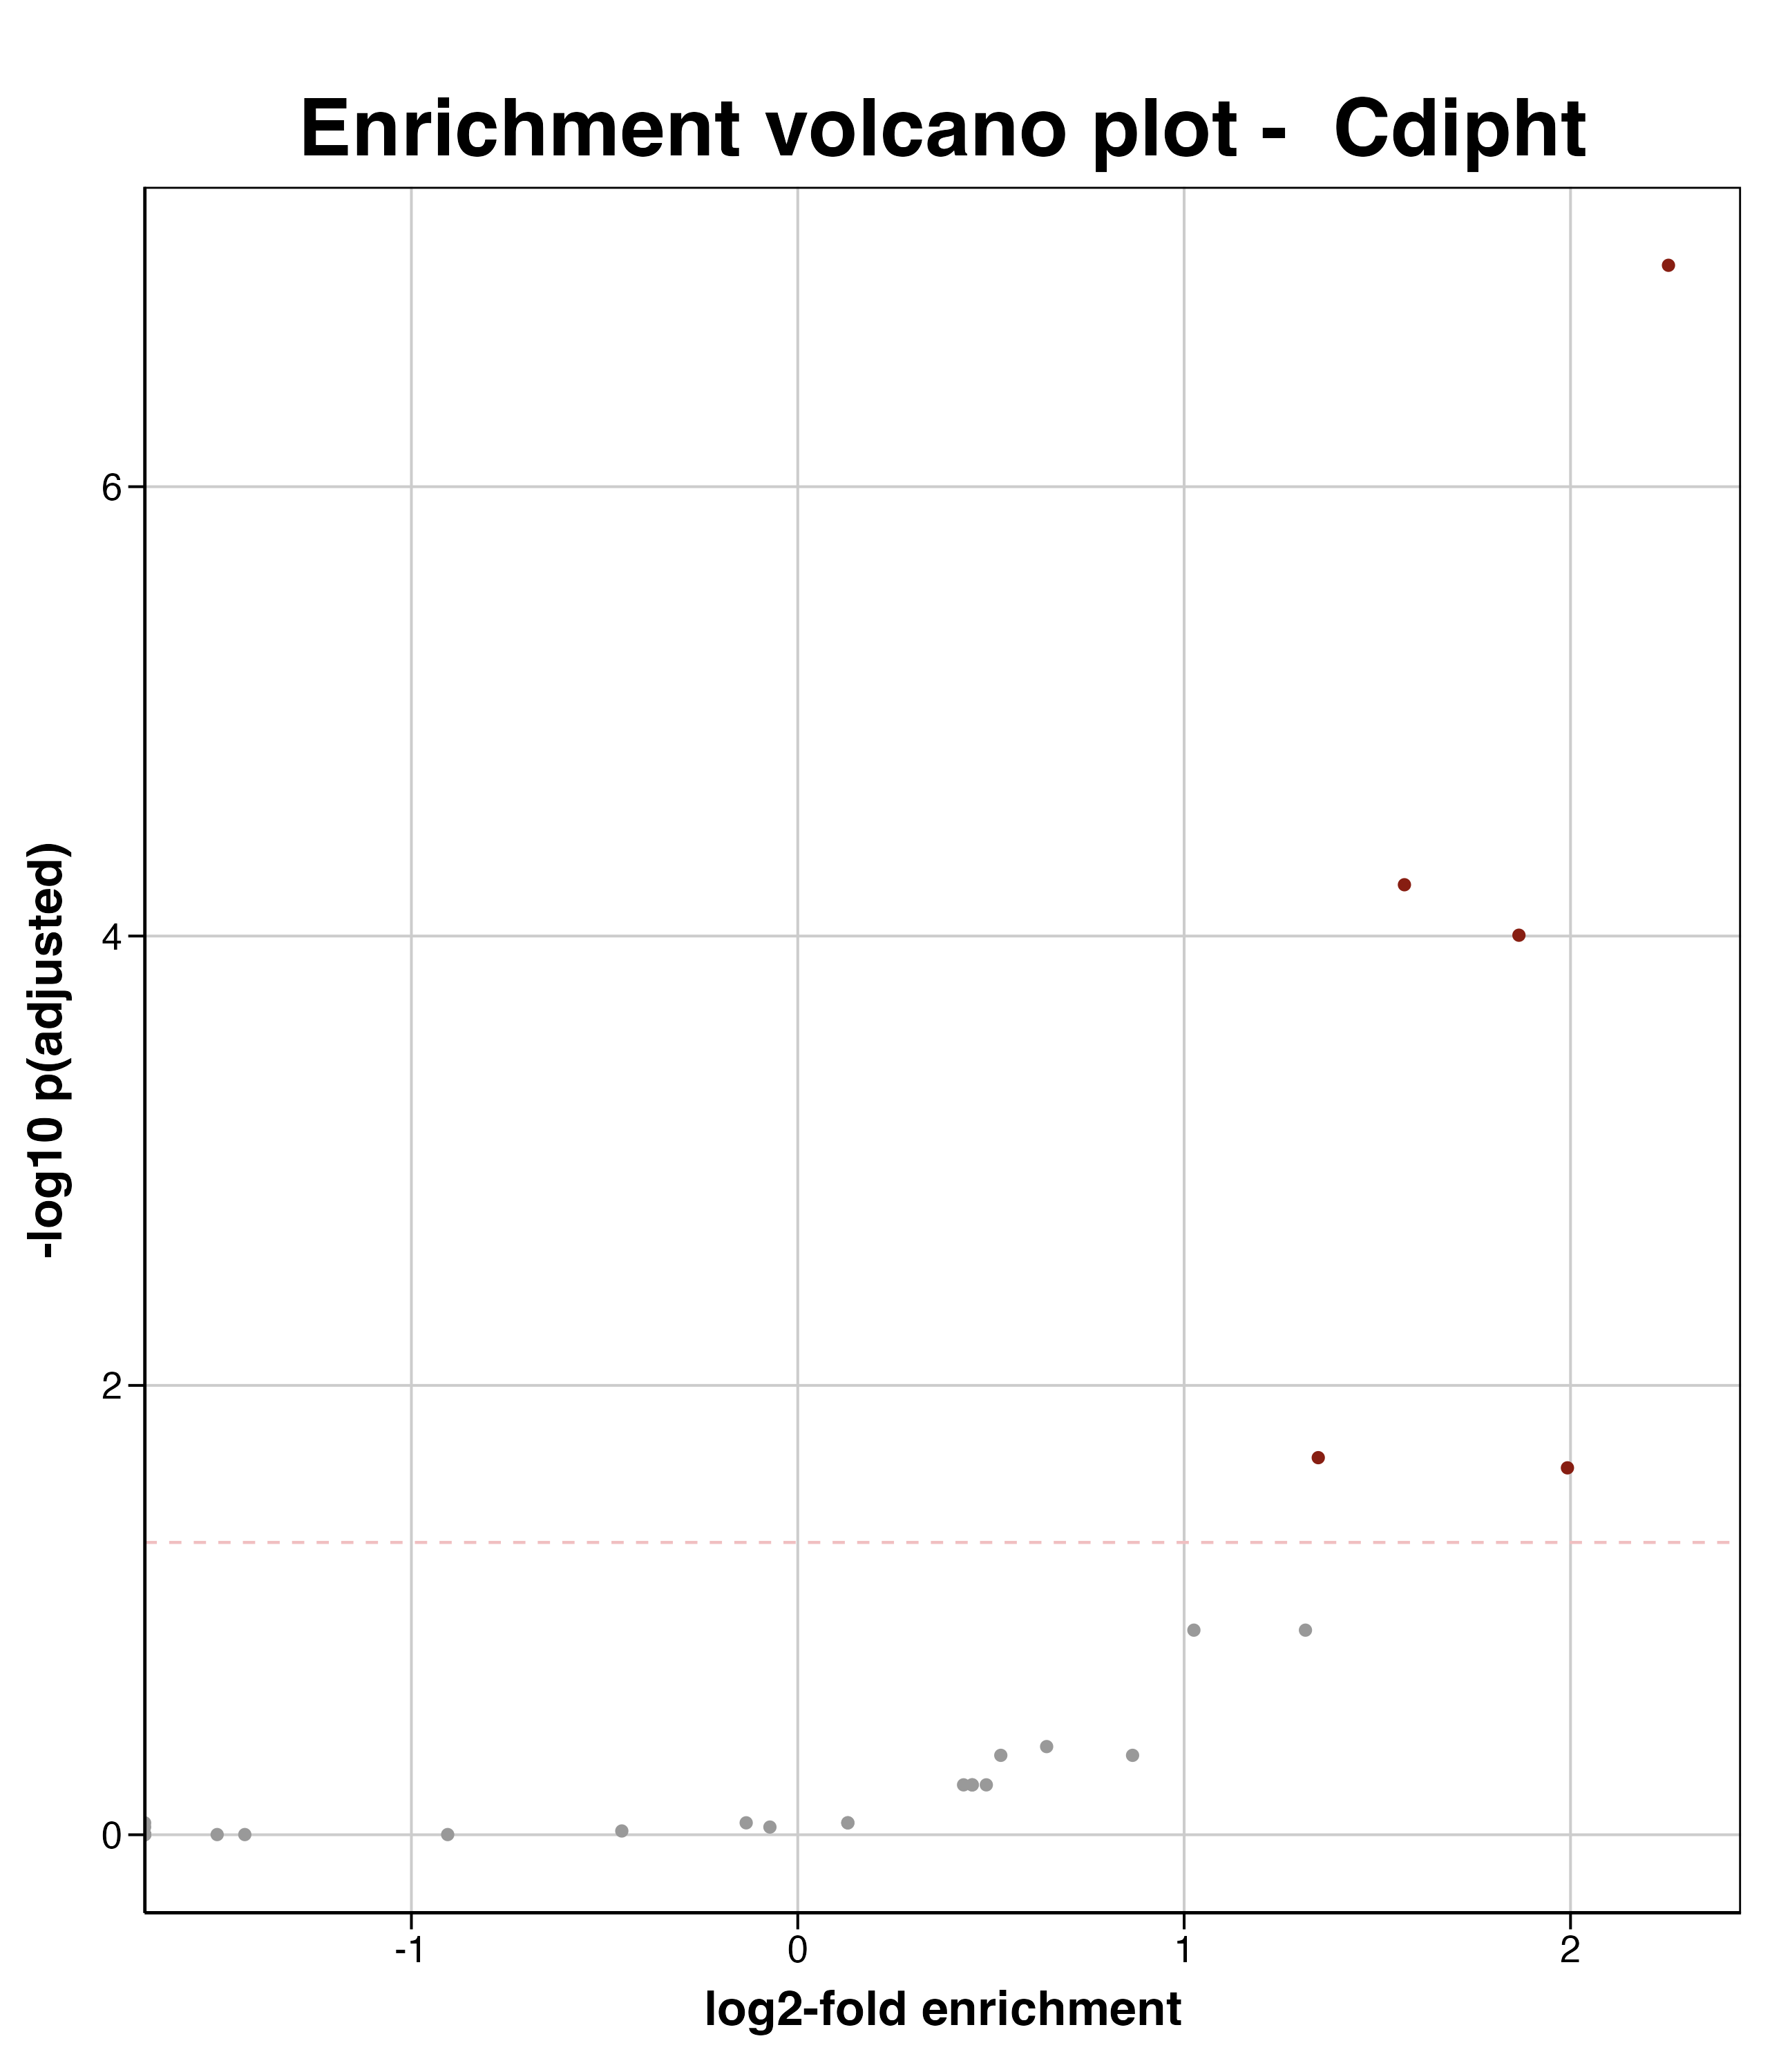 Enrichment volcano plot -  Cdipht
6
4
2
0
-log10 p(adjusted)
-1
0
1
2
log2-fold enrichment